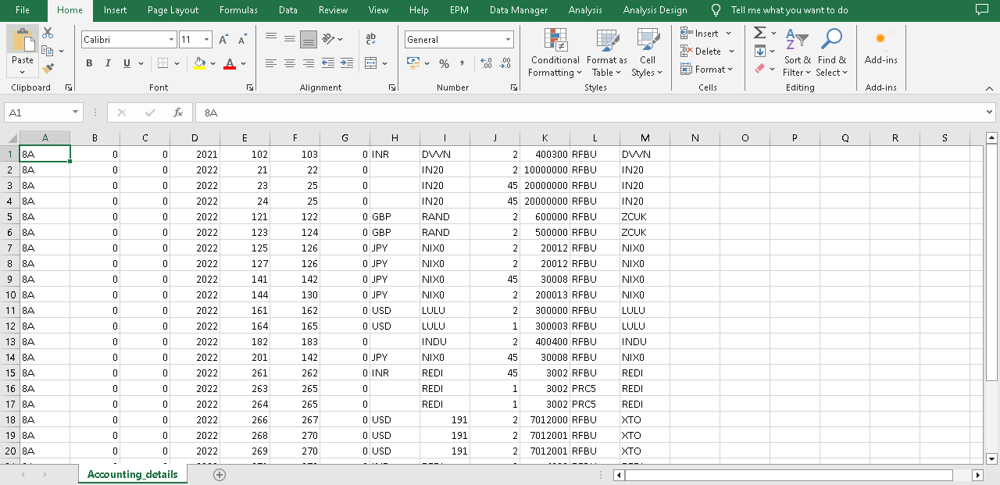 File Home Insert Page Layout Formulas Data Review View Help EPM Data Manager Analysis Analysis Design Tell me what you want to do
Calibri 11 General
Paste
B I U
Conditional Formatting
Format as Table
Cell Styles
Insert
Delete
Format
Sort & Filter
Find & Select
Add-ins
Clipboard Font Alignment Number Styles Cells Editing Add-ins
A1 fx 8A
A B C D E F G H I J K L M N O P Q R S
1 8A 0 0 2021 102 103 0 INR DVVN 2 400300 RFBU DVVN
2 8A 0 0 2022 21 22 0 IN20 2 10000000 RFBU IN20
3 8A 0 0 2022 23 25 0 IN20 45 20000000 RFBU IN20
4 8A 0 0 2022 24 25 0 IN20 45 20000000 RFBU IN20
5 8A 0 0 2022 121 122 0 GBP RAND 2 600000 RFBU ZCUK
6 8A 0 0 2022 123 124 0 GBP RAND 2 500000 RFBU ZCUK
7 8A 0 0 2022 125 126 0 JPY NIX0 2 20012 RFBU NIX0
8 8A 0 0 2022 127 126 0 JPY NIX0 2 20012 RFBU NIX0
9 8A 0 0 2022 141 142 0 JPY NIX0 45 30008 RFBU NIX0
10 8A 0 0 2022 144 130 0 JPY NIX0 2 200013 RFBU NIX0
11 8A 0 0 2022 161 162 0 USD LULU 2 300000 RFBU LULU
12 8A 0 0 2022 164 165 0 USD LULU 1 300003 RFBU LULU
13 8A 0 0 2022 182 183 0 INDU 2 400400 RFBU INDU
14 8A 0 0 2022 201 142 0 JPY NIX0 45 30008 RFBU NIX0
15 8A 0 0 2022 261 262 0 INR REDI 45 3002 RFBU REDI
16 8A 0 0 2022 263 265 0 REDI 1 3002 PRC5 REDI
17 8A 0 0 2022 264 265 0 REDI 1 3002 PRC5 REDI
18 8A 0 0 2022 266 267 0 USD 191 2 7012000 RFBU XTO
19 8A 0 0 2022 268 270 0 USD 191 2 7012001 RFBU XTO
20 8A 0 0 2022 269 270 0 USD 191 2 7012001 RFBU XTO
Accounting_details